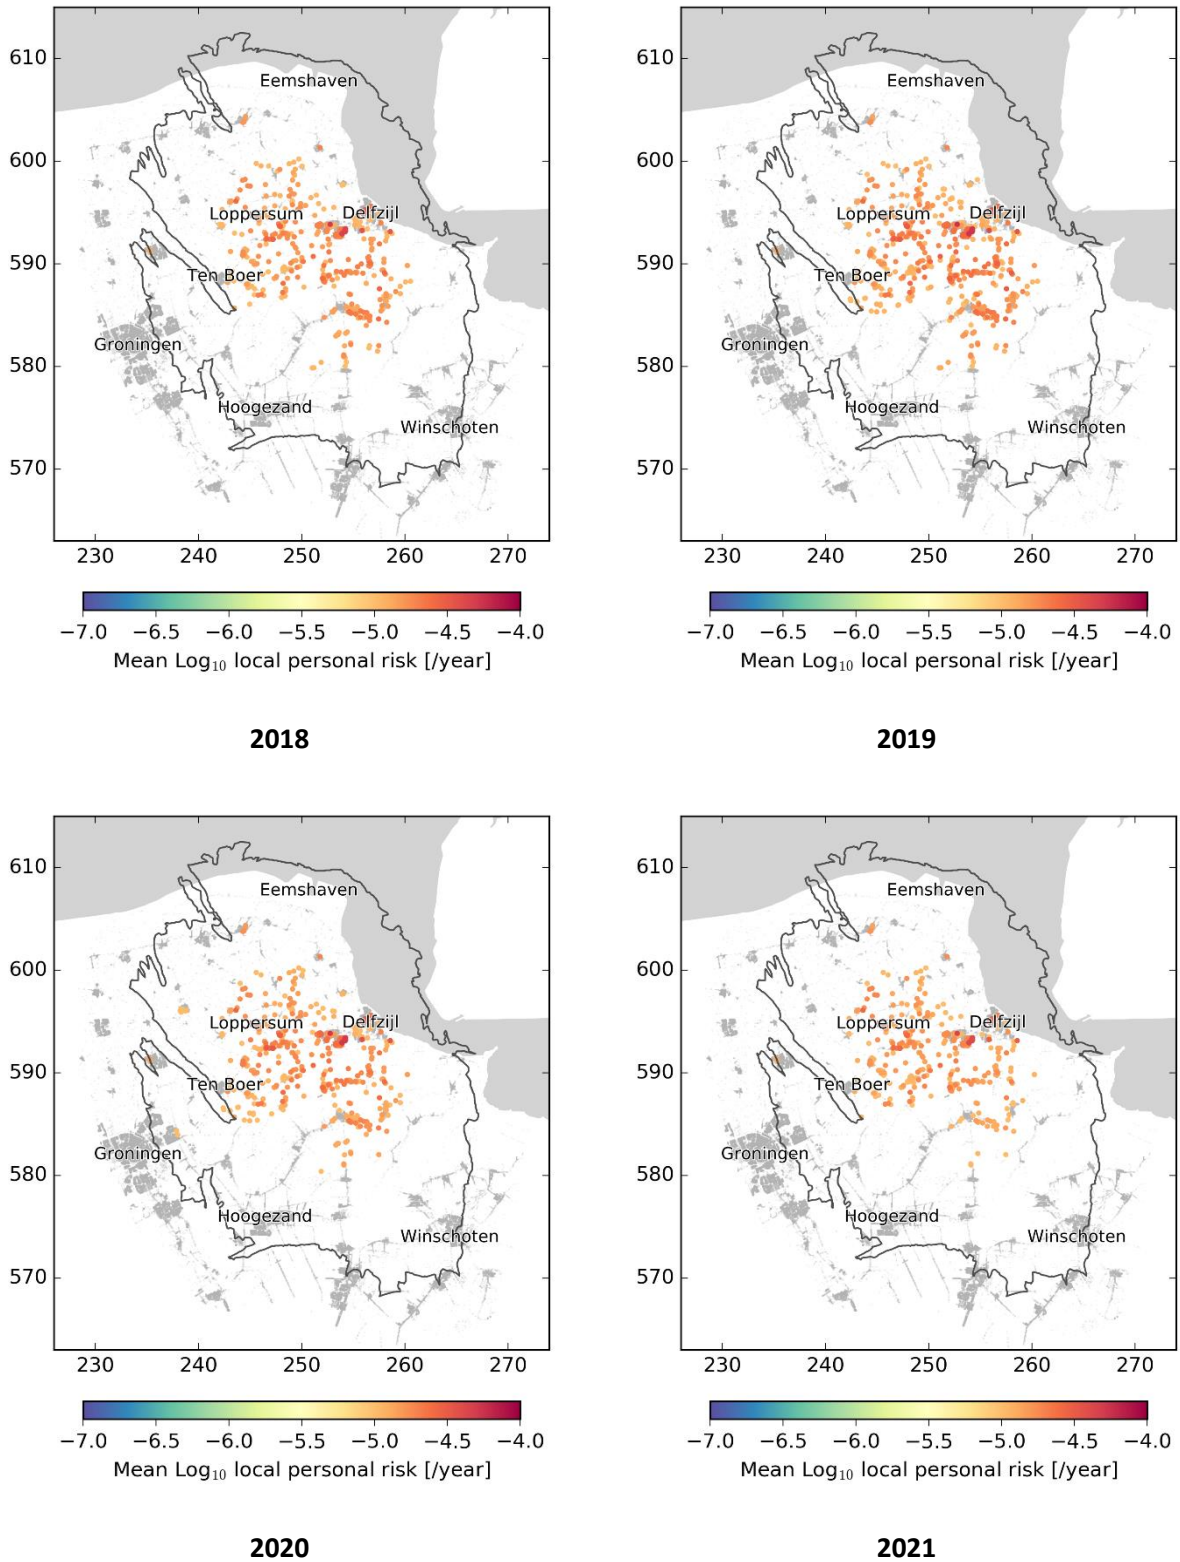 610
600
590
580
570
Eemshaven
Loppersum
Delfzijl
Ten Boer
Groningen
Hoogezand
Winschoten
230 240 250 260 270
−7.0 −6.5 −6.0 −5.5 −5.0 −4.5 −4.0
Mean Log₁₀ local personal risk [/year]
2018
610
600
590
580
570
Eemshaven
Loppersum
Delfzijl
Ten Boer
Groningen
Hoogezand
Winschoten
230 240 250 260 270
−7.0 −6.5 −6.0 −5.5 −5.0 −4.5 −4.0
Mean Log₁₀ local personal risk [/year]
2019
610
600
590
580
570
Eemshaven
Loppersum
Delfzijl
Ten Boer
Groningen
Hoogezand
Winschoten
230 240 250 260 270
−7.0 −6.5 −6.0 −5.5 −5.0 −4.5 −4.0
Mean Log₁₀ local personal risk [/year]
2020
610
600
590
580
570
Eemshaven
Loppersum
Delfzijl
Ten Boer
Groningen
Hoogezand
Winschoten
230 240 250 260 270
−7.0 −6.5 −6.0 −5.5 −5.0 −4.5 −4.0
Mean Log₁₀ local personal risk [/year]
2021